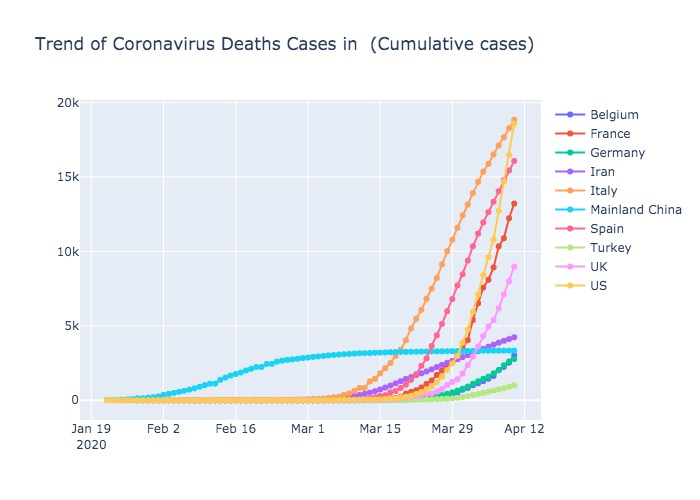 Trend of Coronavirus Deaths Cases in  (Cumulative cases)
20k
15k
10k
5k
0
Jan 19
2020
Feb 2
Feb 16
Mar 1
Mar 15
Mar 29
Apr 12
Belgium
France
Germany
Iran
Italy
Mainland China
Spain
Turkey
UK
US